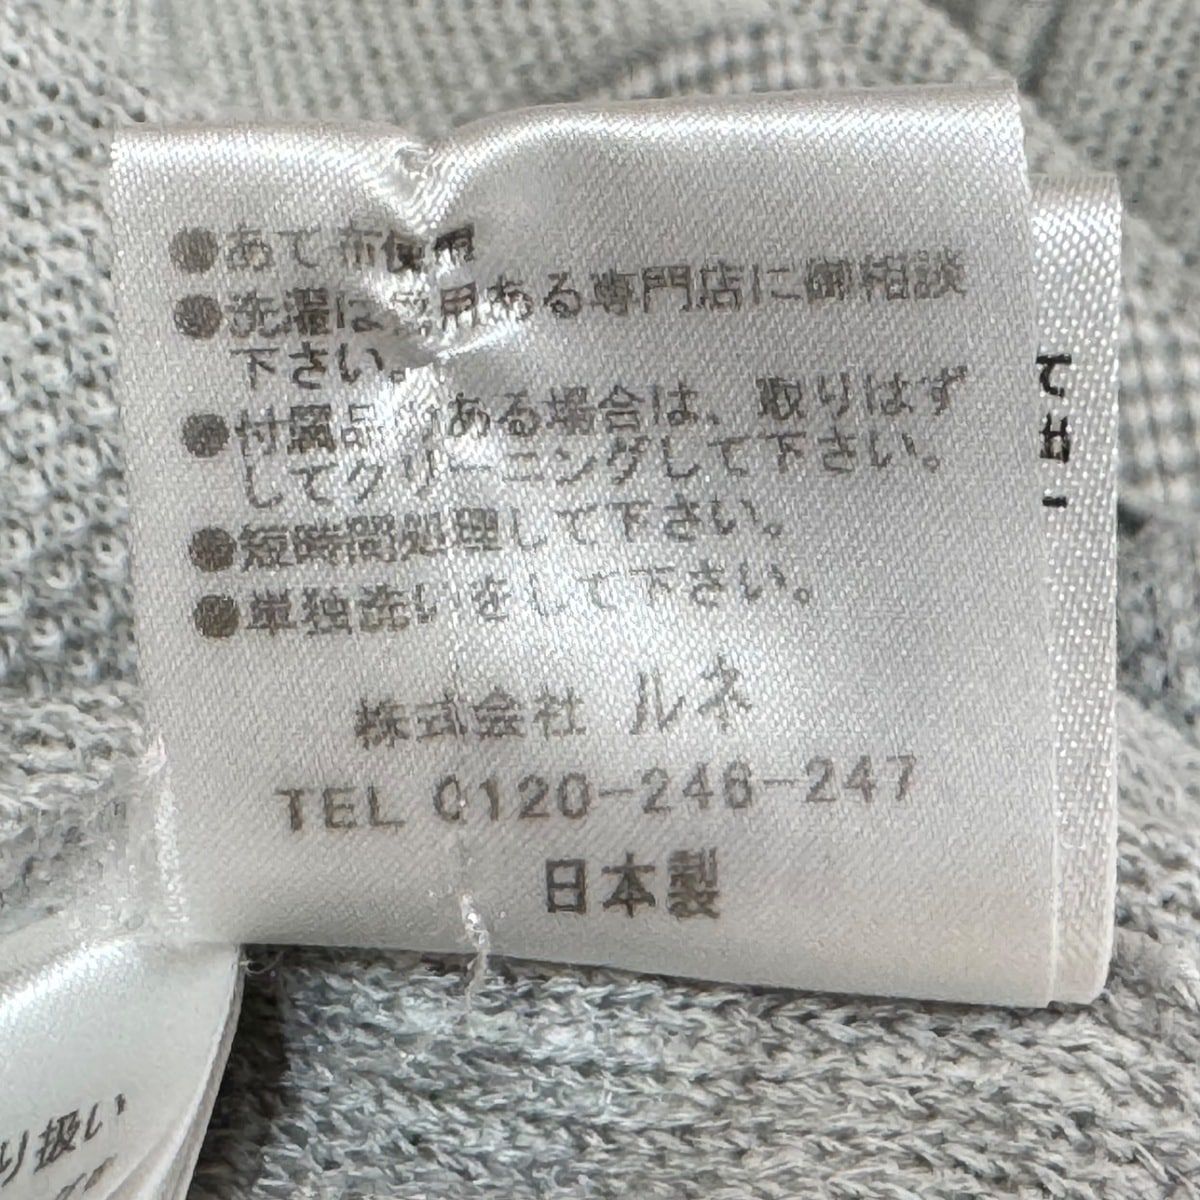 ●あて布使用
●洗濯は信用ある専門店に御相談
下さい。
●付属品のある場合は、取りはず
してクリーニングして下さい。
●短時間処理して下さい。
●単独洗いをして下さい。
株式会社 ルネ
TEL 0120-246-247
日本製
り扱い